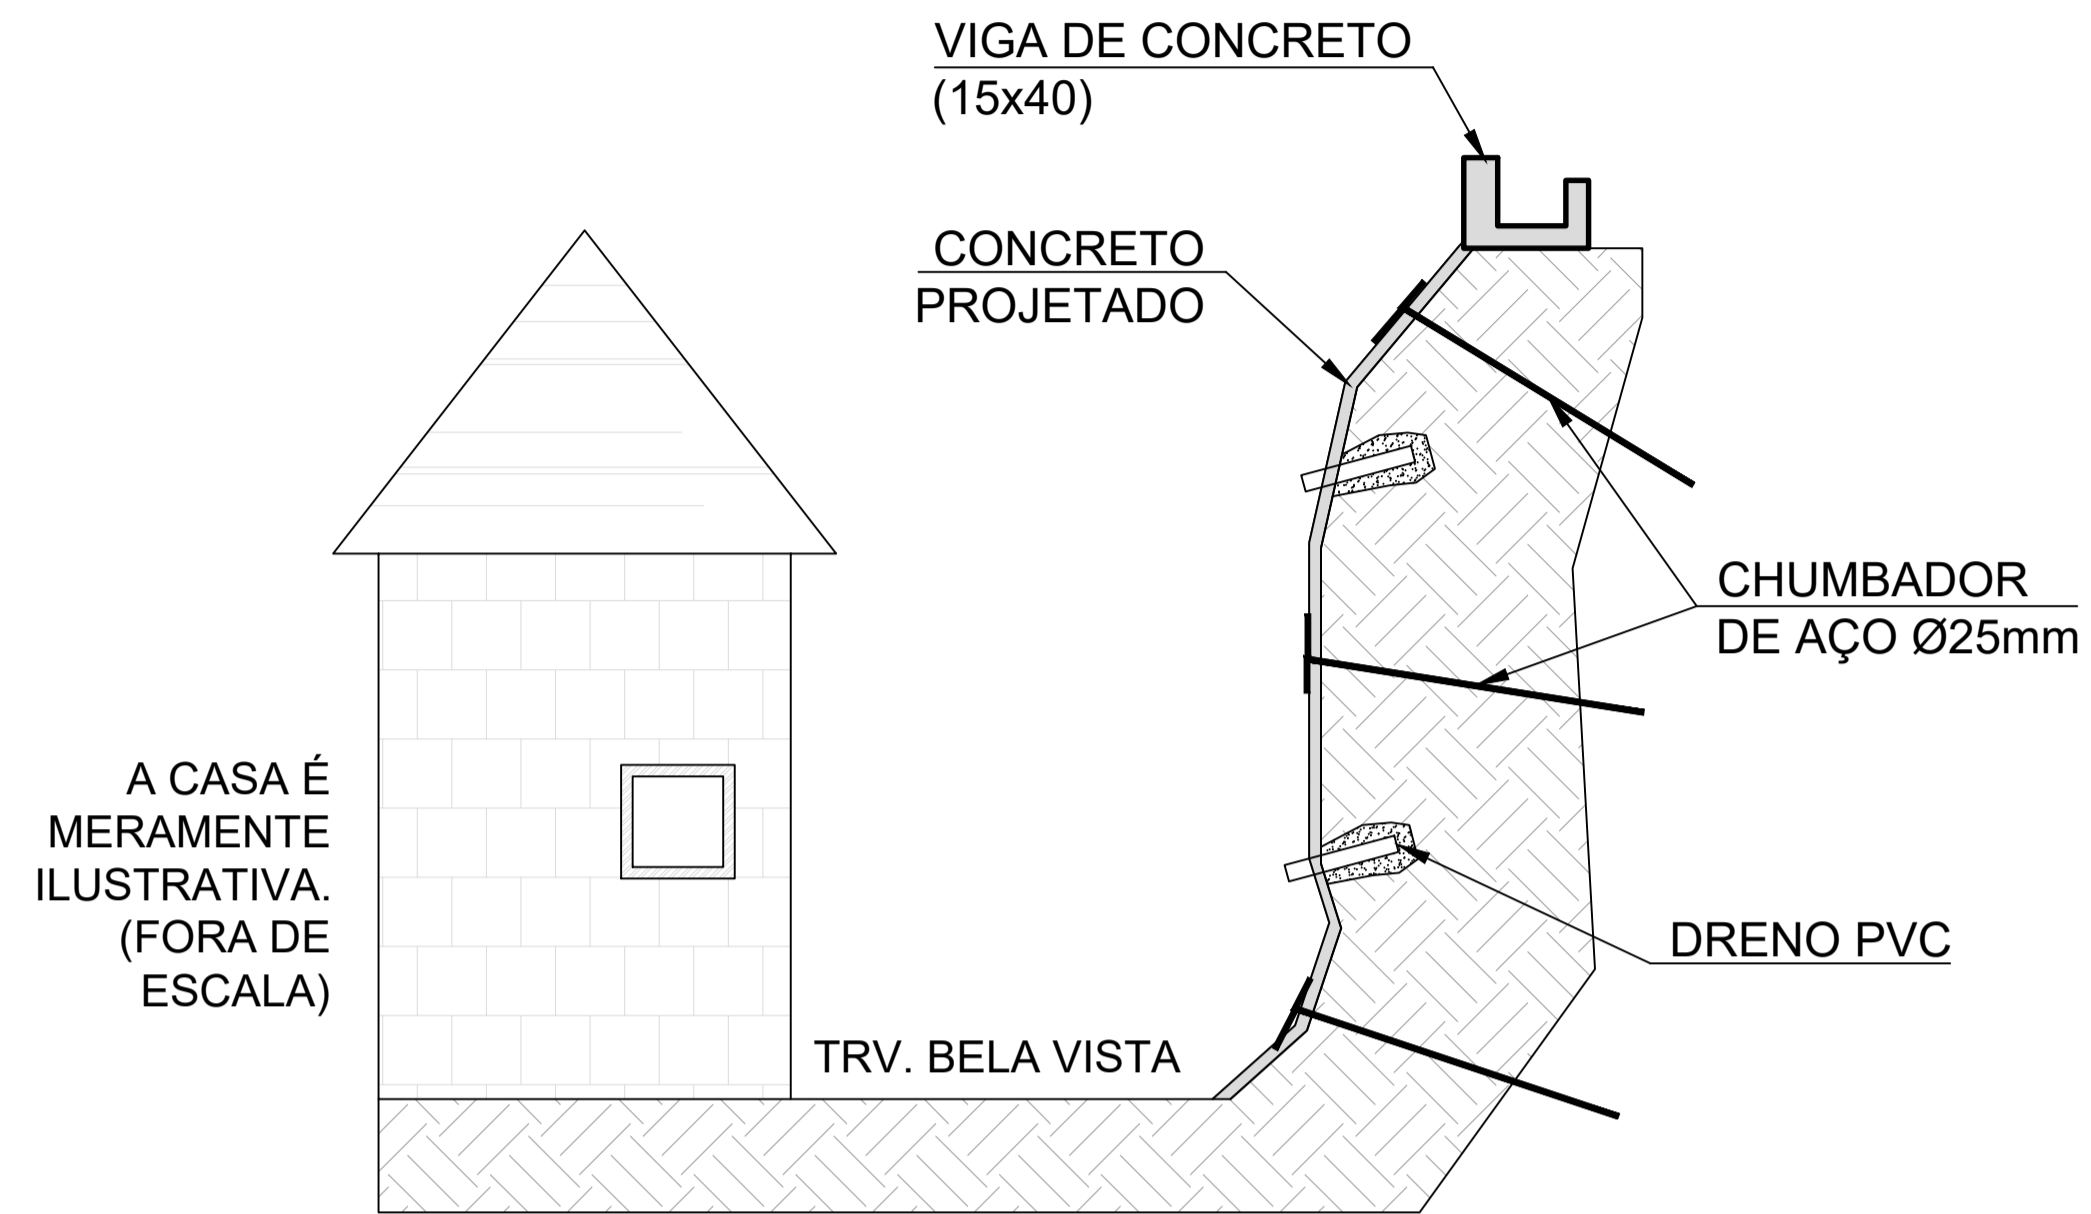 VIGA DE CONCRETO
(15x40)
CONCRETO
PROJETADO
CHUMBADOR
DE AÇO Ø25mm
A CASA É
MERAMENTE
ILUSTRATIVA.
(FORA DE
ESCALA)
DRENO PVC
TRV. BELA VISTA